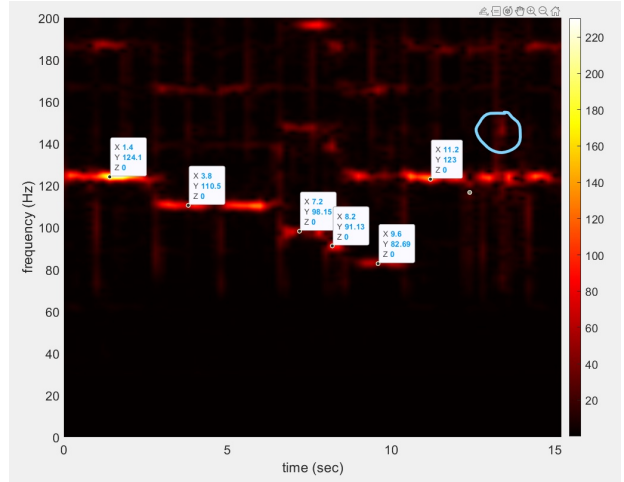 200
180
160
140
120
100
80
60
40
20
0
frequency (Hz)
X 1.4
Y 124.1
Z 0
X 3.8
Y 110.5
Z 0
X 7.2
Y 98.15
Z 0
X 8.2
Y 91.13
Z 0
X 9.6
Y 82.69
Z 0
X 11.2
Y 123
Z 0
0 5 10 15
time (sec)
220
200
180
160
140
120
100
80
60
40
20